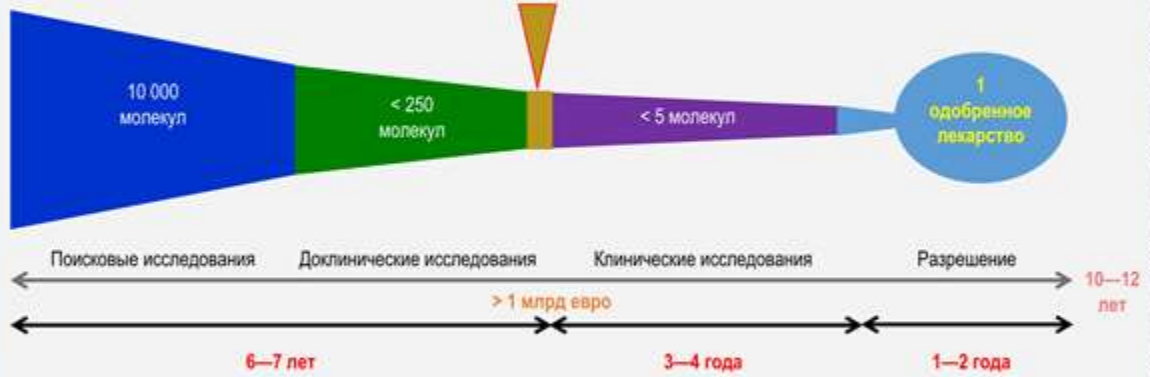 10 000
молекул
< 250
молекул
< 5 молекул
1
одобренное
лекарство
Поисковые исследования
Доклинические исследования
Клинические исследования
Разрешение
10—12
лет
> 1 млрд евро
6—7 лет
3—4 года
1—2 года